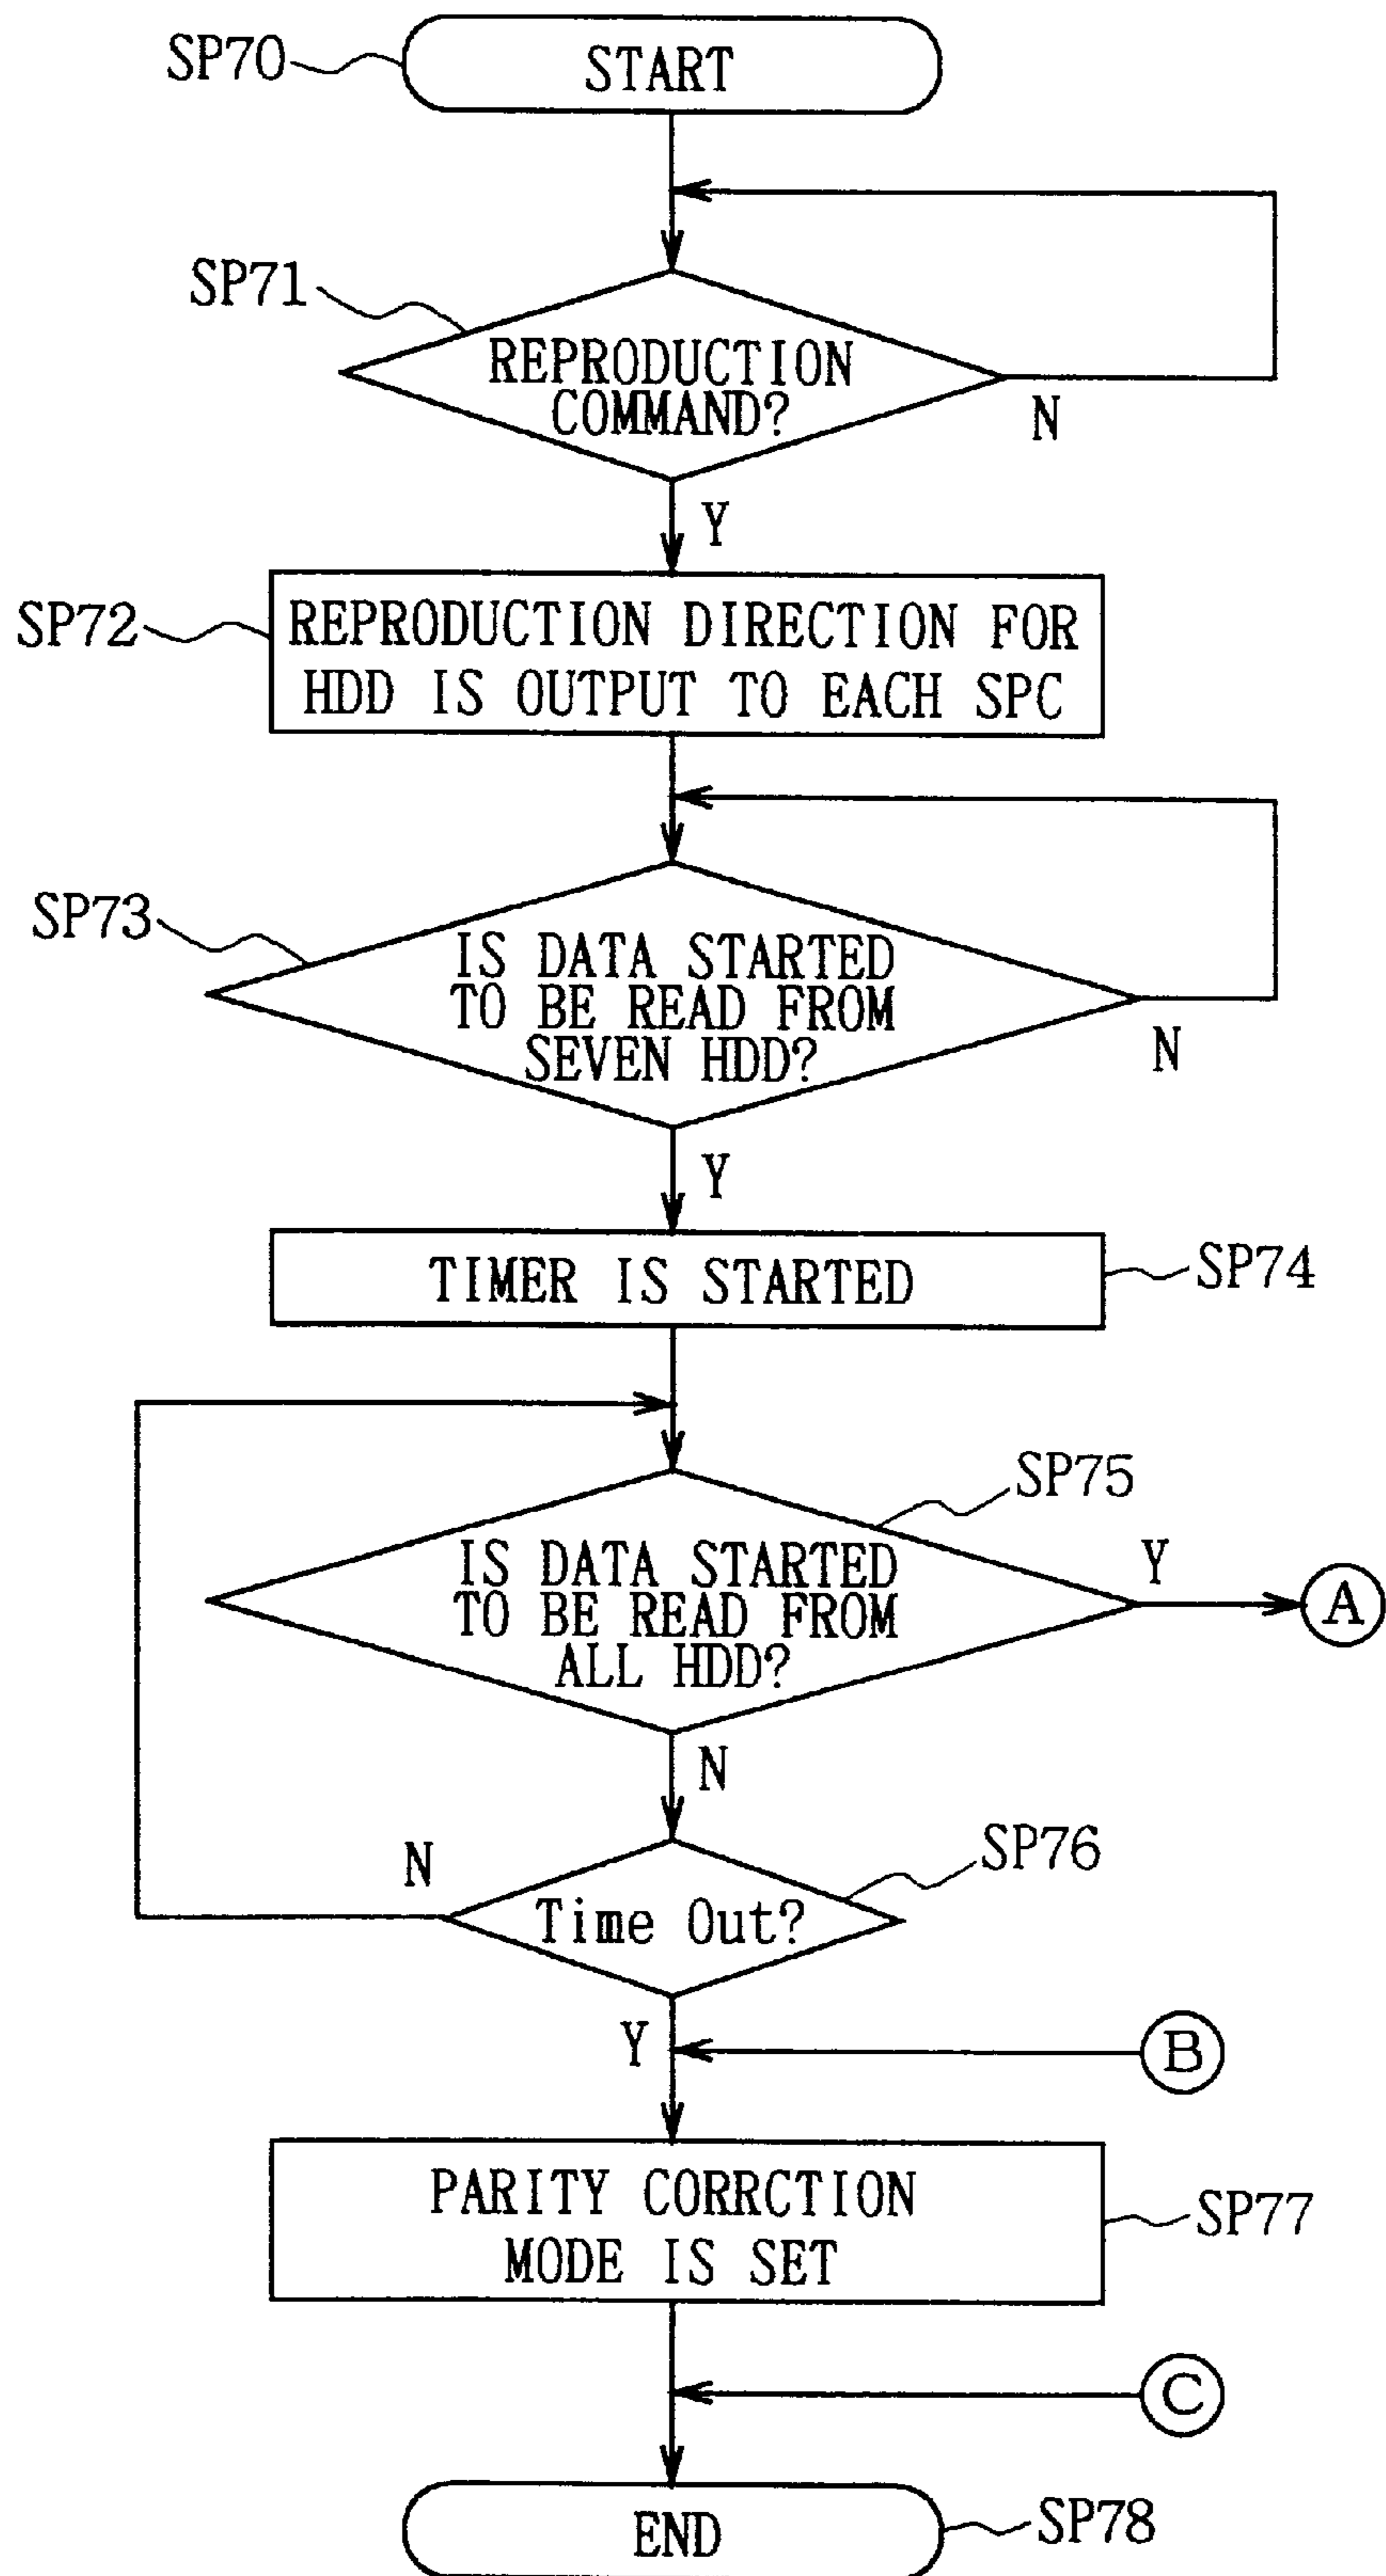 SP70
START
SP71
REPRODUCTION
COMMAND?
N
Y
SP72
REPRODUCTION DIRECTION FOR
HDD IS OUTPUT TO EACH SPC
SP73
IS DATA STARTED
TO BE READ FROM
SEVEN HDD?
N
Y
TIMER IS STARTED
SP74
SP75
IS DATA STARTED
TO BE READ FROM
ALL HDD?
Y
A
N
SP76
N
Time Out?
Y
B
PARITY CORRCTION
MODE IS SET
SP77
C
END
SP78